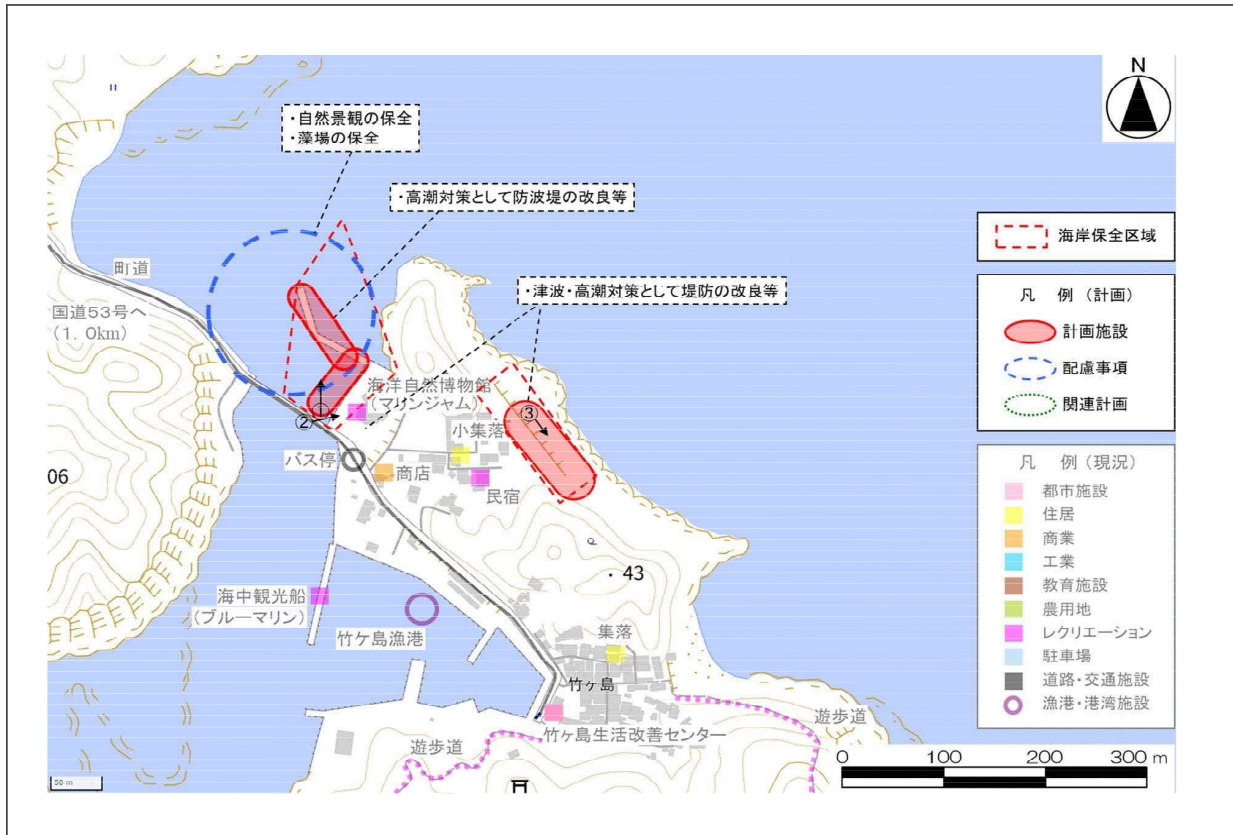 N
・自然景観の保全
・藻場の保全
・高潮対策として防波堤の改良等
・津波・高潮対策として堤防の改良等
町道
国道53号へ
(1.0km)
海洋自然博物館
(マリンジャム)
②
③
小集落
バス停
商店
民宿
06
43
海中観光船
(ブルーマリン)
竹ケ島漁港
集落
竹ヶ島
竹ヶ島生活改善センター
遊歩道
遊歩道
海岸保全区域
凡 例(計画)
計画施設
配慮事項
関連計画
凡 例(現況)
都市施設
住居
商業
工業
教育施設
農用地
レクリエーション
駐車場
道路・交通施設
漁港・港湾施設
0 100 200 300 m
50 m